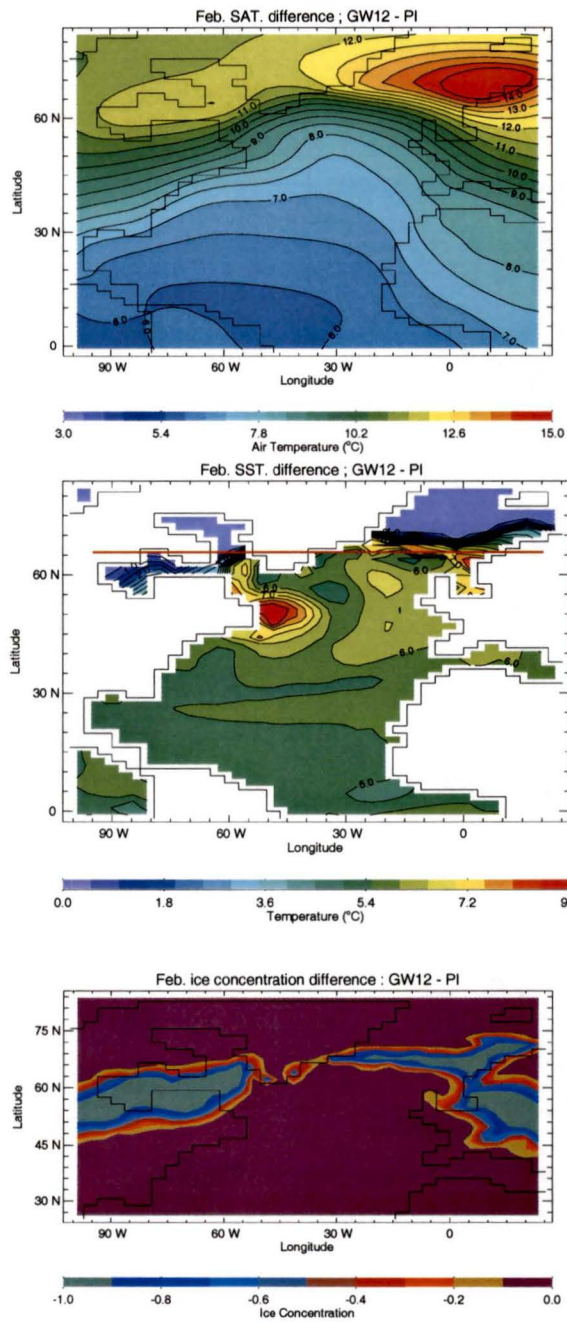 Feb. SAT. difference ; GW12 - PI
12.0
14.0
13.0
12.0
11.0
11.0
10.0
10.0
9.0
9.0
8.0
8.0
7.0
7.0
6.0
6.0
60 N
30 N
0
Latitude
90 W 60 W 30 W 0
Longitude
3.0 5.4 7.8 10.2 12.6 15.0
Air Temperature (°C)
Feb. SST. difference ; GW12 - PI
60 N
30 N
0
Latitude
6.0
6.0
6.0
5.0
90 W 60 W 30 W 0
Longitude
0.0 1.8 3.6 5.4 7.2 9
Temperature (°C)
Feb. ice concentration difference : GW12 - PI
75 N
60 N
45 N
30 N
Latitude
90 W 60 W 30 W 0
Longitude
-1.0 -0.8 -0.6 -0.4 -0.2 0.0
Ice Concentration